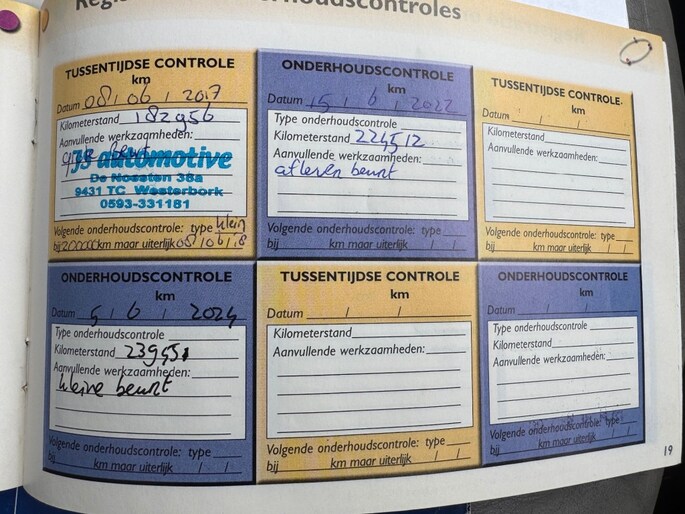 onderhoudscontroles
TUSSENTIJDSE CONTROLE
km
Datum 08 / 06 / 2017
Kilometerstand 182956
Aanvullende werkzaamheden:
JS automotive
De Noesten 38a
9431 TC Westerbork
0593-331181
Volgende onderhoudscontrole: type klein
bij 200000 km maar uiterlijk 08 / 06 / 18
ONDERHOUDSCONTROLE
km
Datum 15 / 6 / 2022
Type onderhoudscontrole
Kilometerstand 224512
Aanvullende werkzaamheden:
aflever beurt
Volgende onderhoudscontrole: type
bij km maar uiterlijk / /
TUSSENTIJDSE CONTROLE
km
Datum / /
Kilometerstand
Aanvullende werkzaamheden:
Volgende onderhoudscontrole: type
bij km maar uiterlijk / /
ONDERHOUDSCONTROLE
km
Datum 5 / 6 / 2024
Type onderhoudscontrole
Kilometerstand 239451
Aanvullende werkzaamheden:
kleine beurt
Volgende onderhoudscontrole: type
bij km maar uiterlijk / /
TUSSENTIJDSE CONTROLE
km
Datum / /
Kilometerstand
Aanvullende werkzaamheden:
Volgende onderhoudscontrole: type
bij km maar uiterlijk / /
ONDERHOUDSCONTROLE
km
Datum / /
Type onderhoudscontrole
Kilometerstand
Aanvullende werkzaamheden:
Volgende onderhoudscontrole: type
bij km maar uiterlijk / /
19